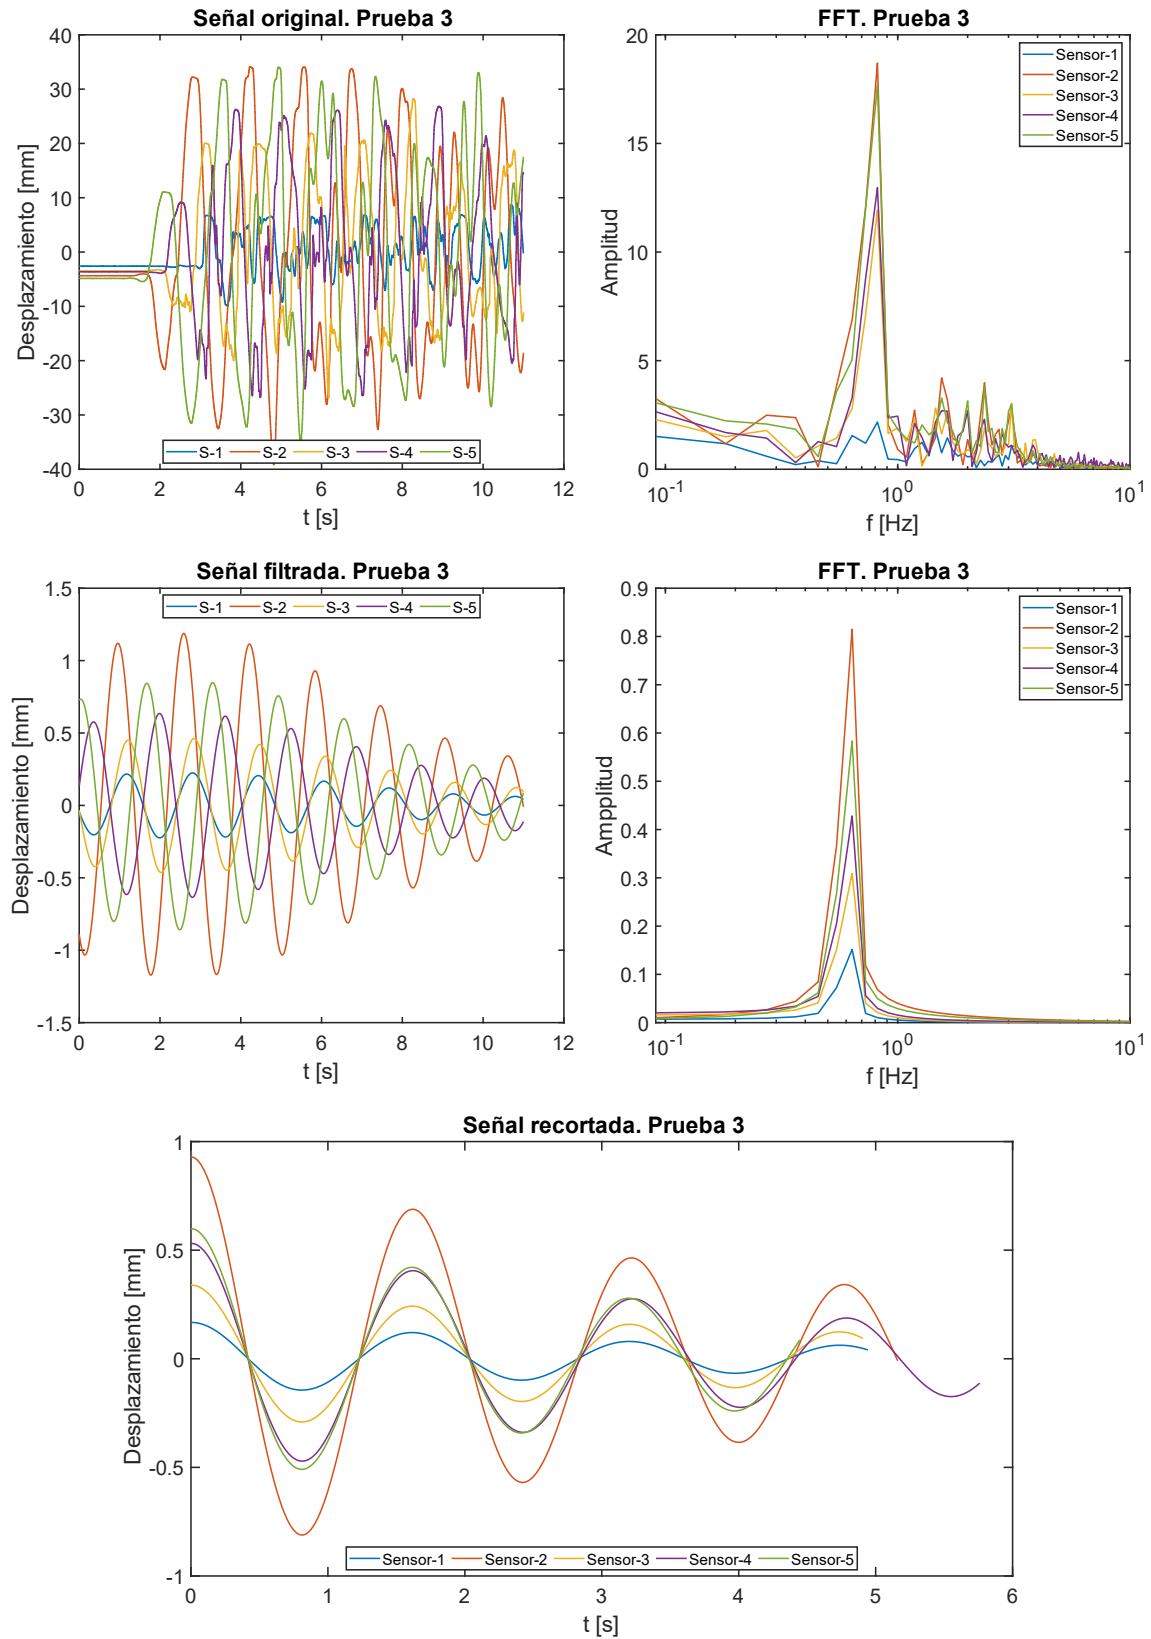 Señal original. Prueba 3
Desplazamiento [mm]
40
30
20
10
0
-10
-20
-30
-40
S-1 S-2 S-3 S-4 S-5
0 2 4 6 8 10 12
t [s]
FFT. Prueba 3
Amplitud
20
15
10
5
0
Sensor-1
Sensor-2
Sensor-3
Sensor-4
Sensor-5
10-1 100 101
f [Hz]
Señal filtrada. Prueba 3
Desplazamiento [mm]
1.5
1
0.5
0
-0.5
-1
-1.5
S-1 S-2 S-3 S-4 S-5
0 2 4 6 8 10 12
t [s]
FFT. Prueba 3
Ampplitud
0.9
0.8
0.7
0.6
0.5
0.4
0.3
0.2
0.1
0
Sensor-1
Sensor-2
Sensor-3
Sensor-4
Sensor-5
10-1 100 101
f [Hz]
Señal recortada. Prueba 3
Desplazamiento [mm]
1
0.5
0
-0.5
-1
Sensor-1 Sensor-2 Sensor-3 Sensor-4 Sensor-5
0 1 2 3 4 5 6
t [s]